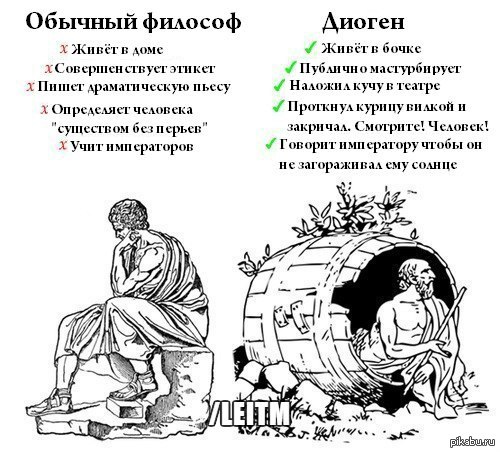 Обычный философ
х Живёт в доме
х Совершенствует этикет
х Пишет драматическую пьесу
х Определяет человека
"существом без перьев"
х Учит императоров
Диоген
✓ Живёт в бочке
✓ Публично мастурбирует
✓ Наложил кучу в театре
✓ Проткнул курицу вилкой и
закричал. Смотрите! Человек!
✓ Говорит императору чтобы он
не загораживал ему солнце
/LEITM
pikabu.ru